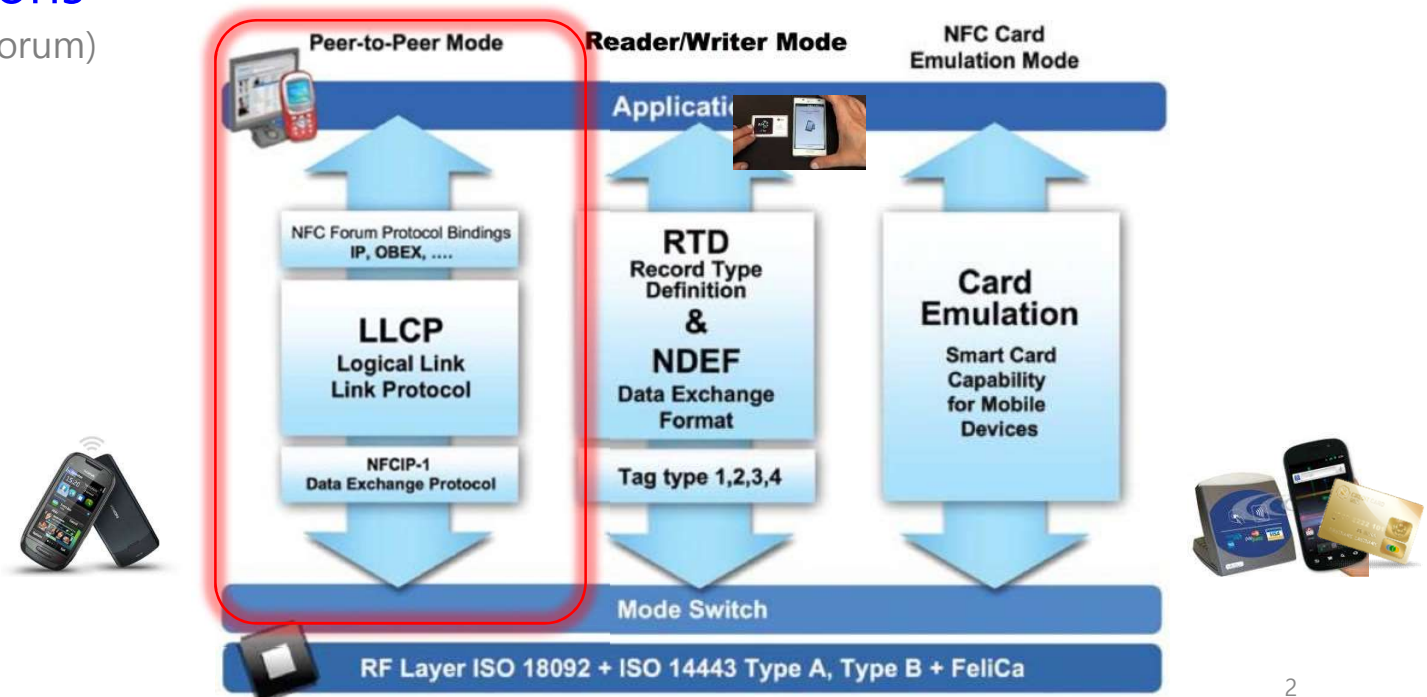 orum)
Peer-to-Peer Mode
Reader/Writer Mode
NFC Card
Emulation Mode
NFC Forum Protocol Bindings
IP, OBEX, ....
LLCP
Logical Link
Link Protocol
NFCIP-1
Data Exchange Protocol
RTD
Record Type
Definition
&
NDEF
Data Exchange
Format
Tag type 1,2,3,4
Card
Emulation
Smart Card
Capability
for Mobile
Devices
Mode Switch
RF Layer ISO 18092 + ISO 14443 Type A, Type B + FeliCa
2